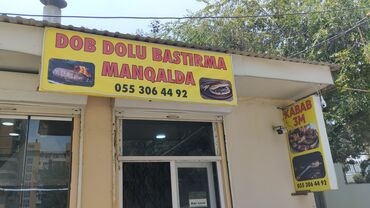 DOB DOLU BASTIRMA
MANQALDA
055 306 44 92
KABAB
3M
055 306 44 92